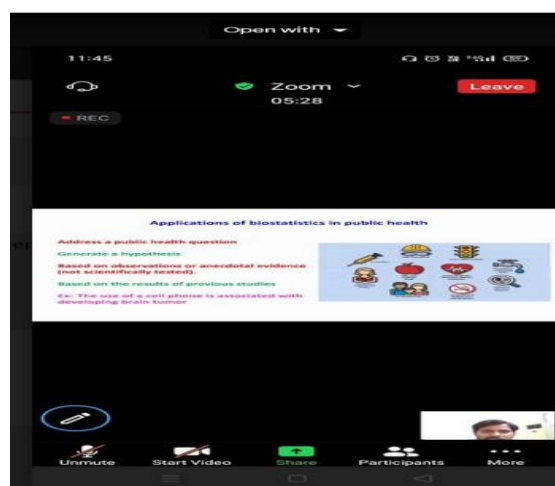 Open with
11:45
Zoom
Leave
05:28
REC
Applications of biostatistics in public health
Address a public health question
Generate a hypothesis
Based on observations or anecdotal evidence
(not scientifically tested).
Based on the results of previous studies
Ex: The use of a cell phone is associated with
developing brain tumor
Unmute
Start Video
Share
Participants
More